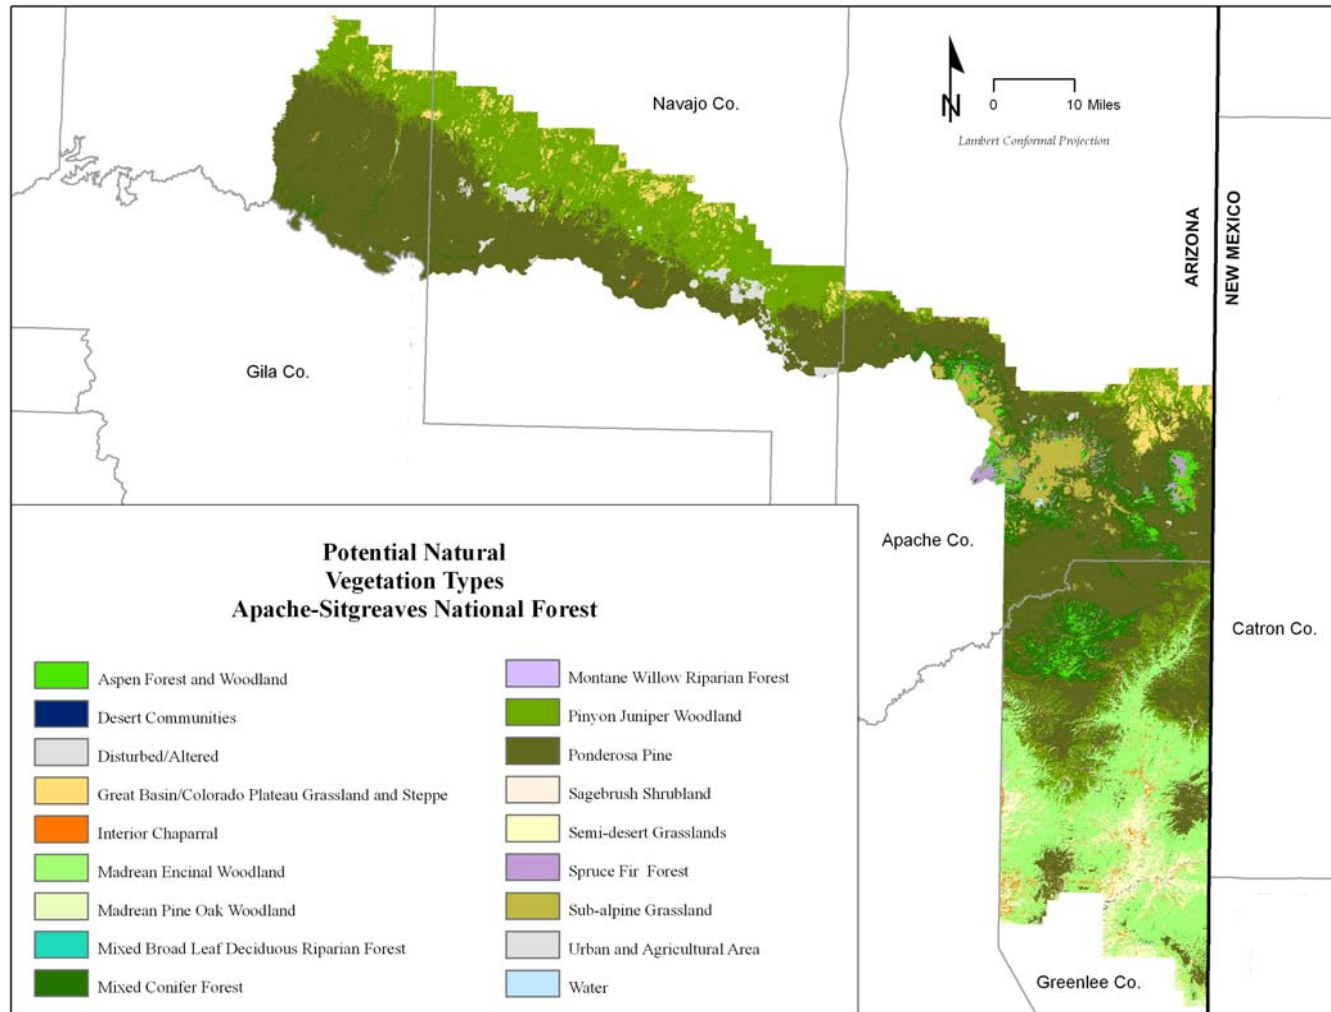 Navajo Co.
N
0 10 Miles
Lambert Conformal Projection
ARIZONA
NEW MEXICO
Gila Co.
Apache Co.
Catron Co.
Greenlee Co.
Potential Natural
Vegetation Types
Apache-Sitgreaves National Forest
Aspen Forest and Woodland
Desert Communities
Disturbed/Altered
Great Basin/Colorado Plateau Grassland and Steppe
Interior Chaparral
Madrean Encinal Woodland
Madrean Pine Oak Woodland
Mixed Broad Leaf Deciduous Riparian Forest
Mixed Conifer Forest
Montane Willow Riparian Forest
Pinyon Juniper Woodland
Ponderosa Pine
Sagebrush Shrubland
Semi-desert Grasslands
Spruce Fir Forest
Sub-alpine Grassland
Urban and Agricultural Area
Water